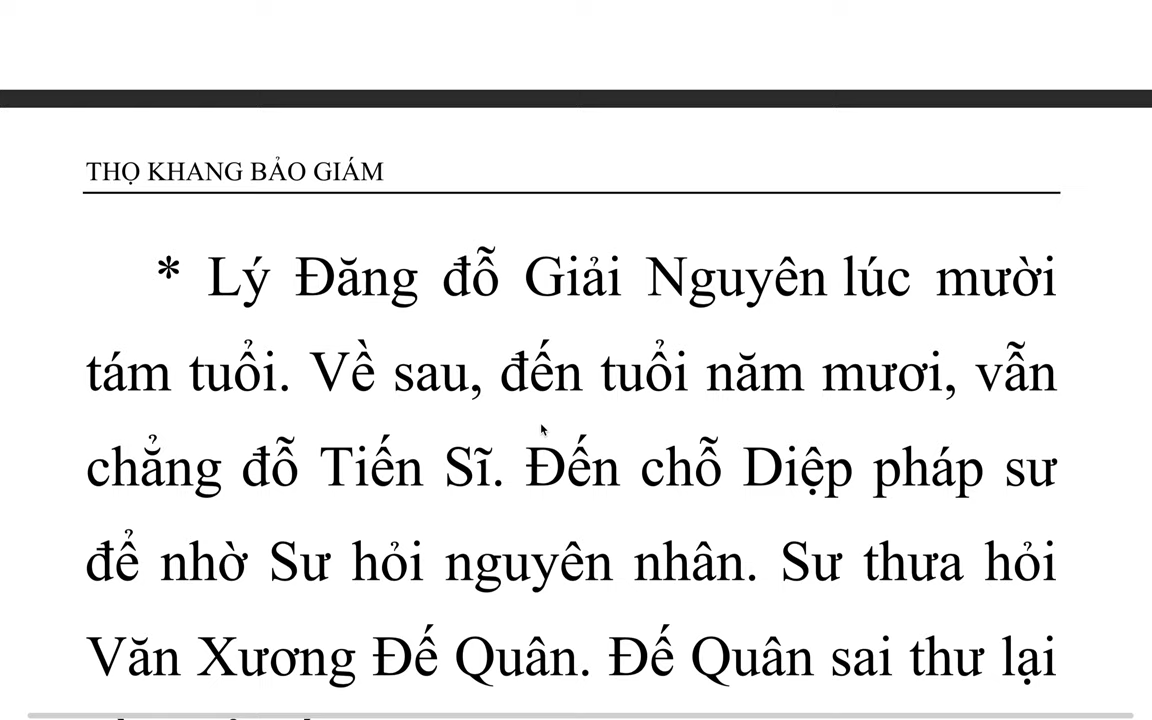 THỌ KHANG BẢO GIÁM
* Lý Đăng đỗ Giải Nguyên lúc mười
tám tuổi. Về sau, đến tuổi năm mươi, vẫn
chẳng đỗ Tiến Sĩ. Đến chỗ Diệp pháp sư
để nhờ Sư hỏi nguyên nhân. Sư thưa hỏi
Văn Xương Đế Quân. Đế Quân sai thư lại